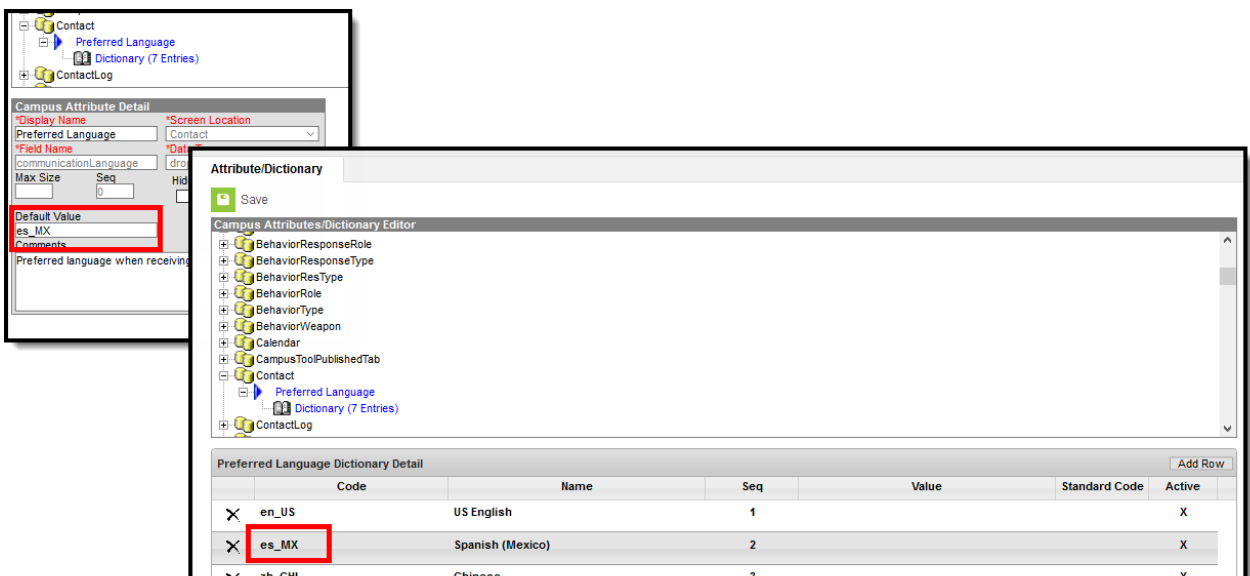 Contact
Preferred Language
Dictionary (7 Entries)
ContactLog
Campus Attribute Detail
*Display Name *Screen Location
Preferred Language Contact
*Field Name
communicationLanguage
Max Size Seq
0
Default Value
es_MX
Comments
Preferred language when receiving
Attribute/Dictionary
Save
Campus Attributes/Dictionary Editor
BehaviorResponseRole
BehaviorResponseType
BehaviorResType
BehaviorRole
BehaviorType
BehaviorWeapon
Calendar
CampusToolPublishedTab
Contact
Preferred Language
Dictionary (7 Entries)
ContactLog
Preferred Language Dictionary Detail Add Row
Code Name Seq Value Standard Code Active
X en_US US English 1 X
X es_MX Spanish (Mexico) 2 X